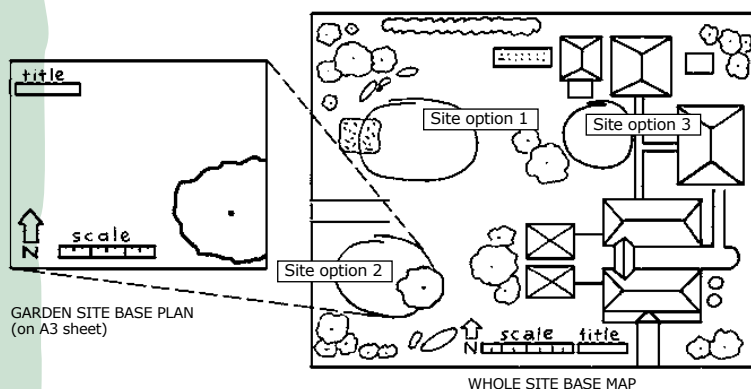 title
N
scale
GARDEN SITE BASE PLAN
(on A3 sheet)
Site option 1
Site option 3
Site option 2
N
scale
title
WHOLE SITE BASE MAP